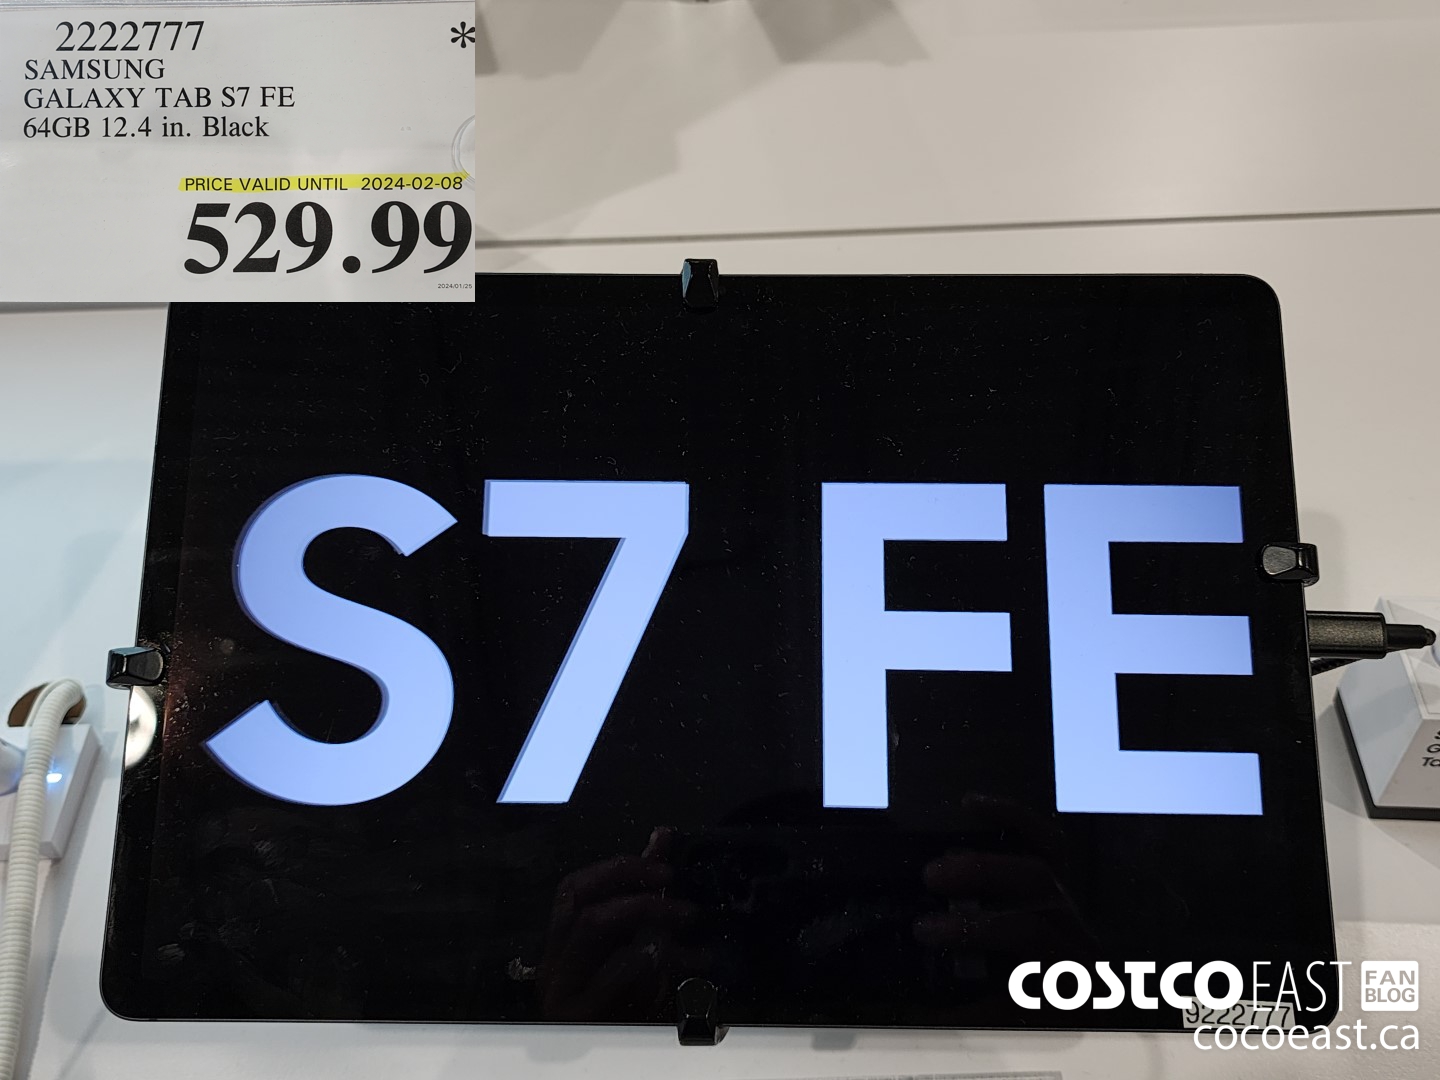 2222777 *
SAMSUNG
GALAXY TAB S7 FE
64GB 12.4 in. Black
PRICE VALID UNTIL 2024-02-08
529.99
2024/01/25
S7 FE
9222777
COSTCO EAST FAN BLOG
cocoeast.ca